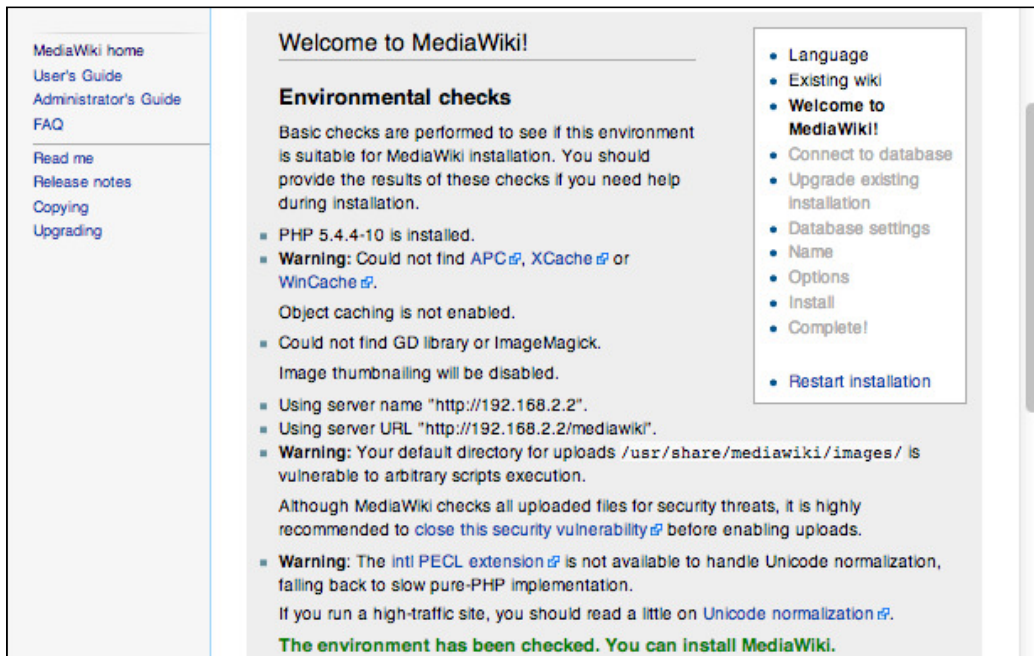 MediaWiki home
User's Guide
Administrator's Guide
FAQ
Read me
Release notes
Copying
Upgrading
Welcome to MediaWiki!
Environmental checks
Basic checks are performed to see if this environment
is suitable for MediaWiki installation. You should
provide the results of these checks if you need help
during installation.
PHP 5.4.4-10 is installed.
Warning: Could not find APC, XCache or
WinCache.
Object caching is not enabled.
Could not find GD library or ImageMagick.
Image thumbnailing will be disabled.
Using server name "http://192.168.2.2".
Using server URL "http://192.168.2.2/mediawiki".
Warning: Your default directory for uploads /usr/share/mediawiki/images/ is
vulnerable to arbitrary scripts execution.
Although MediaWiki checks all uploaded files for security threats, it is highly
recommended to close this security vulnerability before enabling uploads.
Warning: The intl PECL extension is not available to handle Unicode normalization,
falling back to slow pure-PHP implementation.
If you run a high-traffic site, you should read a little on Unicode normalization.
The environment has been checked. You can install MediaWiki.
Language
Existing wiki
Welcome to
MediaWiki!
Connect to database
Upgrade existing
installation
Database settings
Name
Options
Install
Complete!
Restart installation